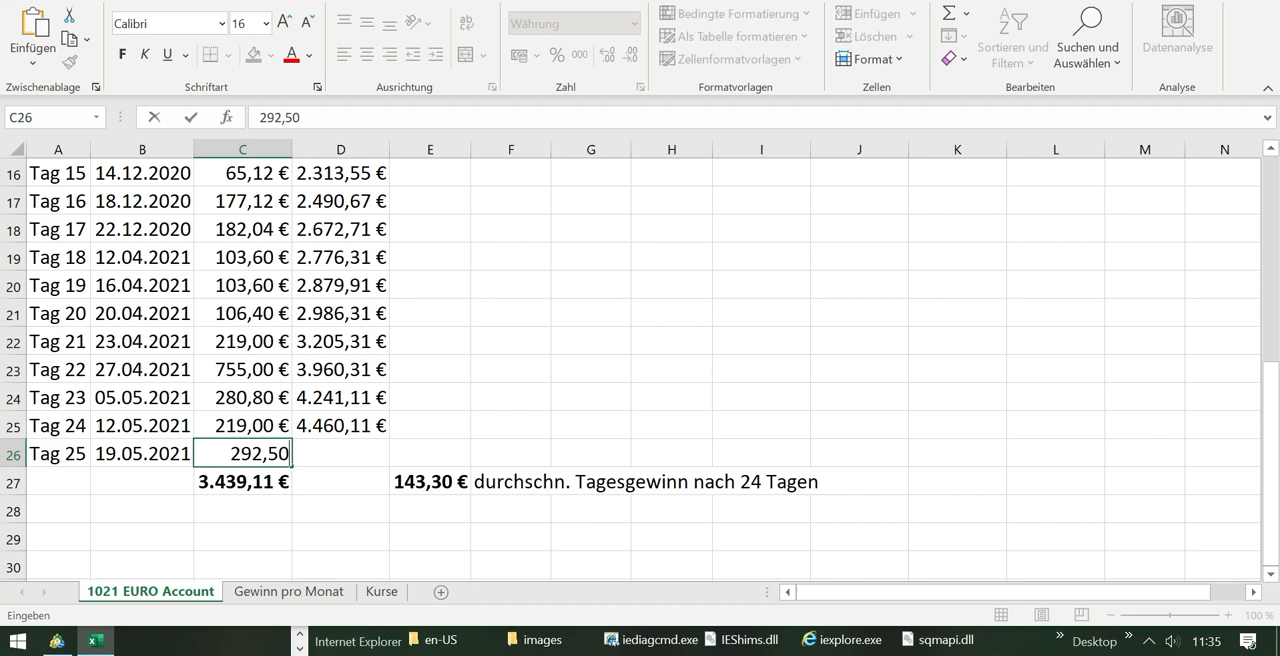 Calibri
16
A^ A˅
Währung
Bedingte Formatierung
Einfügen
Σ
Einfügen
F K U
A
% 000
Als Tabelle formatieren
Löschen
Sortieren und Filtern
Suchen und Auswählen
Datenanalyse
Zellenformatvorlagen
Format
Zwischenablage
Schriftart
Ausrichtung
Zahl
Formatvorlagen
Zellen
Bearbeiten
Analyse
C26
fx
292,50
A B C D E F G H I J K L M N
16 Tag 15 14.12.2020 65,12 € 2.313,55 €
17 Tag 16 18.12.2020 177,12 € 2.490,67 €
18 Tag 17 22.12.2020 182,04 € 2.672,71 €
19 Tag 18 12.04.2021 103,60 € 2.776,31 €
20 Tag 19 16.04.2021 103,60 € 2.879,91 €
21 Tag 20 20.04.2021 106,40 € 2.986,31 €
22 Tag 21 23.04.2021 219,00 € 3.205,31 €
23 Tag 22 27.04.2021 755,00 € 3.960,31 €
24 Tag 23 05.05.2021 280,80 € 4.241,11 €
25 Tag 24 12.05.2021 219,00 € 4.460,11 €
26 Tag 25 19.05.2021 292,50
27 3.439,11 € 143,30 € durchschn. Tagesgewinn nach 24 Tagen
28
29
30
1021 EURO Account
Gewinn pro Monat
Kurse
Eingeben
100 %
Internet Explorer
en-US
images
iediagcmd.exe
IEShims.dll
iexplore.exe
sqmapi.dll
Desktop
11:35